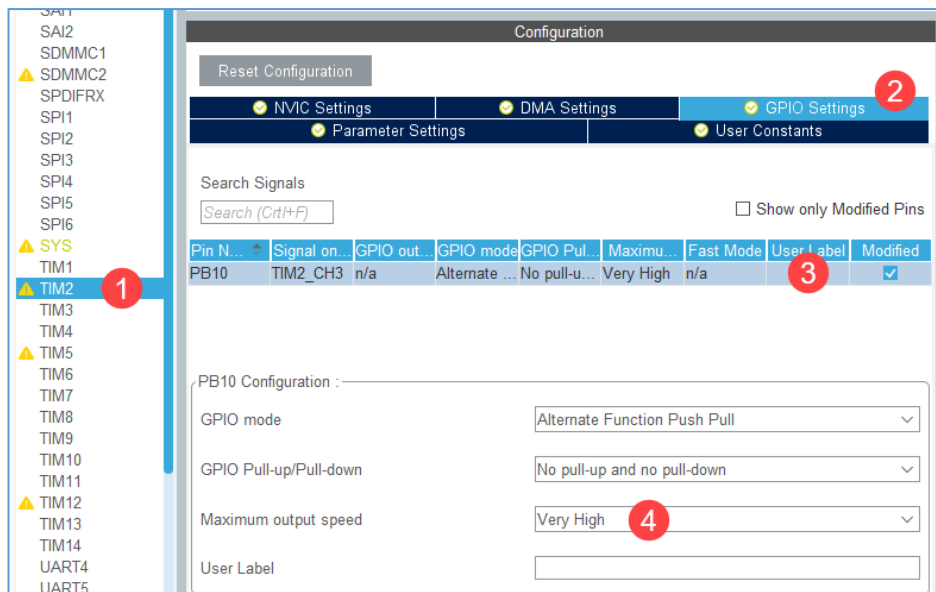 SAI1
SAI2
SDMMC1
SDMMC2
SPDIFRX
SPI1
SPI2
SPI3
SPI4
SPI5
SPI6
SYS
TIM1
TIM2
TIM3
TIM4
TIM5
TIM6
TIM7
TIM8
TIM9
TIM10
TIM11
TIM12
TIM13
TIM14
UART4
UART5
1
Configuration
Reset Configuration
2
NVIC Settings DMA Settings GPIO Settings
Parameter Settings User Constants
Search Signals
Search (Crtl+F) Show only Modified Pins
Pin N... Signal on... GPIO out... GPIO mode GPIO Pul... Maximu... Fast Mode User Label Modified
PB10 TIM2_CH3 n/a Alternate ... No pull-u... Very High n/a
3
PB10 Configuration :
GPIO mode Alternate Function Push Pull
GPIO Pull-up/Pull-down No pull-up and no pull-down
Maximum output speed Very High 4
User Label